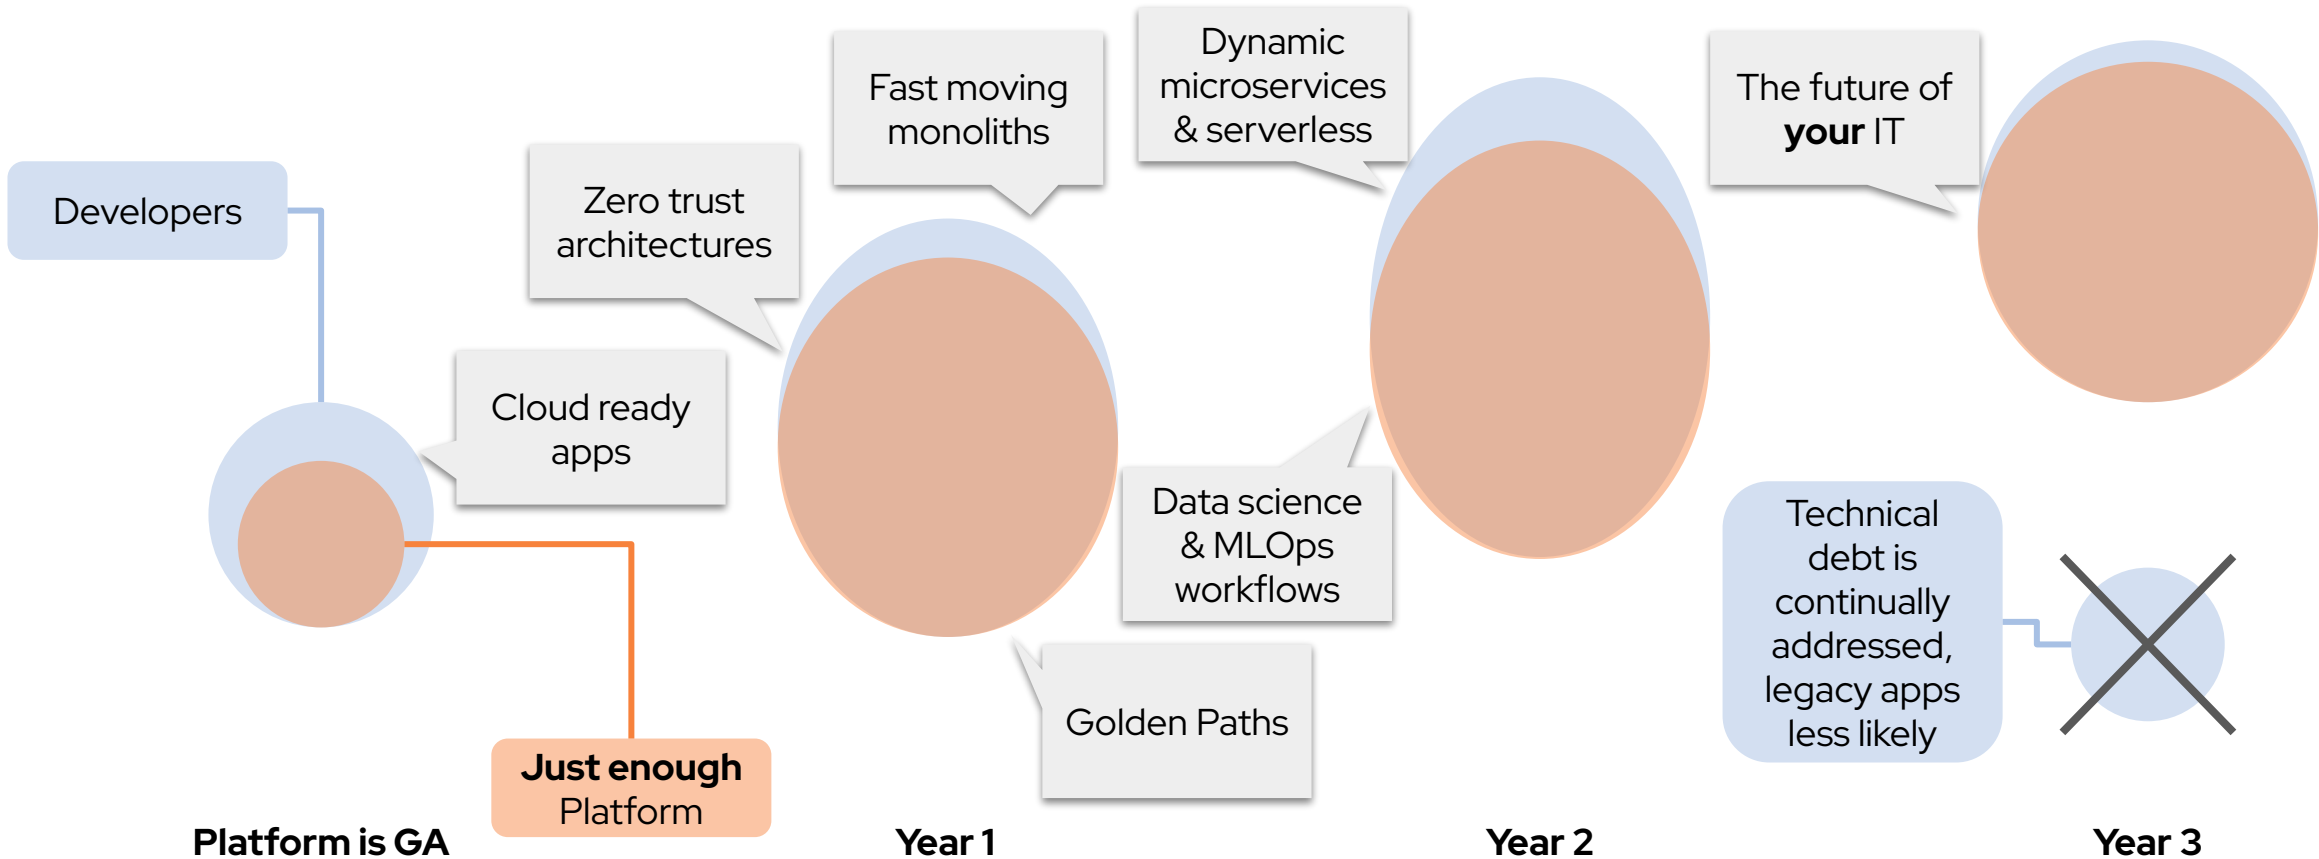 Developers
Cloud ready
apps
Just enough
Platform
Platform is GA
Zero trust
architectures
Fast moving
monoliths
Golden Paths
Year 1
Dynamic
microservices
& serverless
Data science
& MLOps
workflows
Year 2
The future of
your IT
Technical
debt is
continually
addressed,
legacy apps
less likely
Year 3